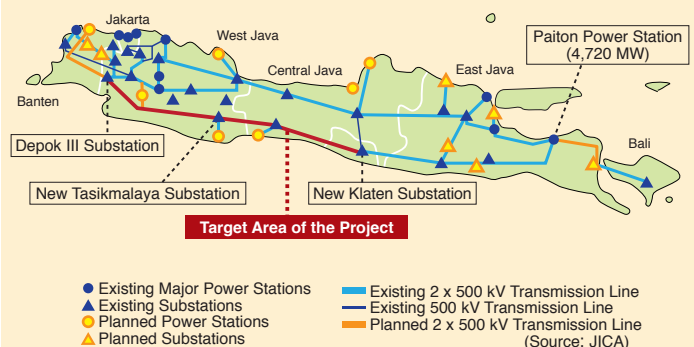 Jakarta
West Java
Central Java
East Java
Paiton Power Station
(4,720 MW)
Banten
Bali
Depok III Substation
New Tasikmalaya Substation
New Klaten Substation
Target Area of the Project
Existing Major Power Stations
Existing Substations
Planned Power Stations
Planned Substations
Existing 2 x 500 kV Transmission Line
Existing 500 kV Transmission Line
Planned 2 x 500 kV Transmission Line
(Source: JICA)